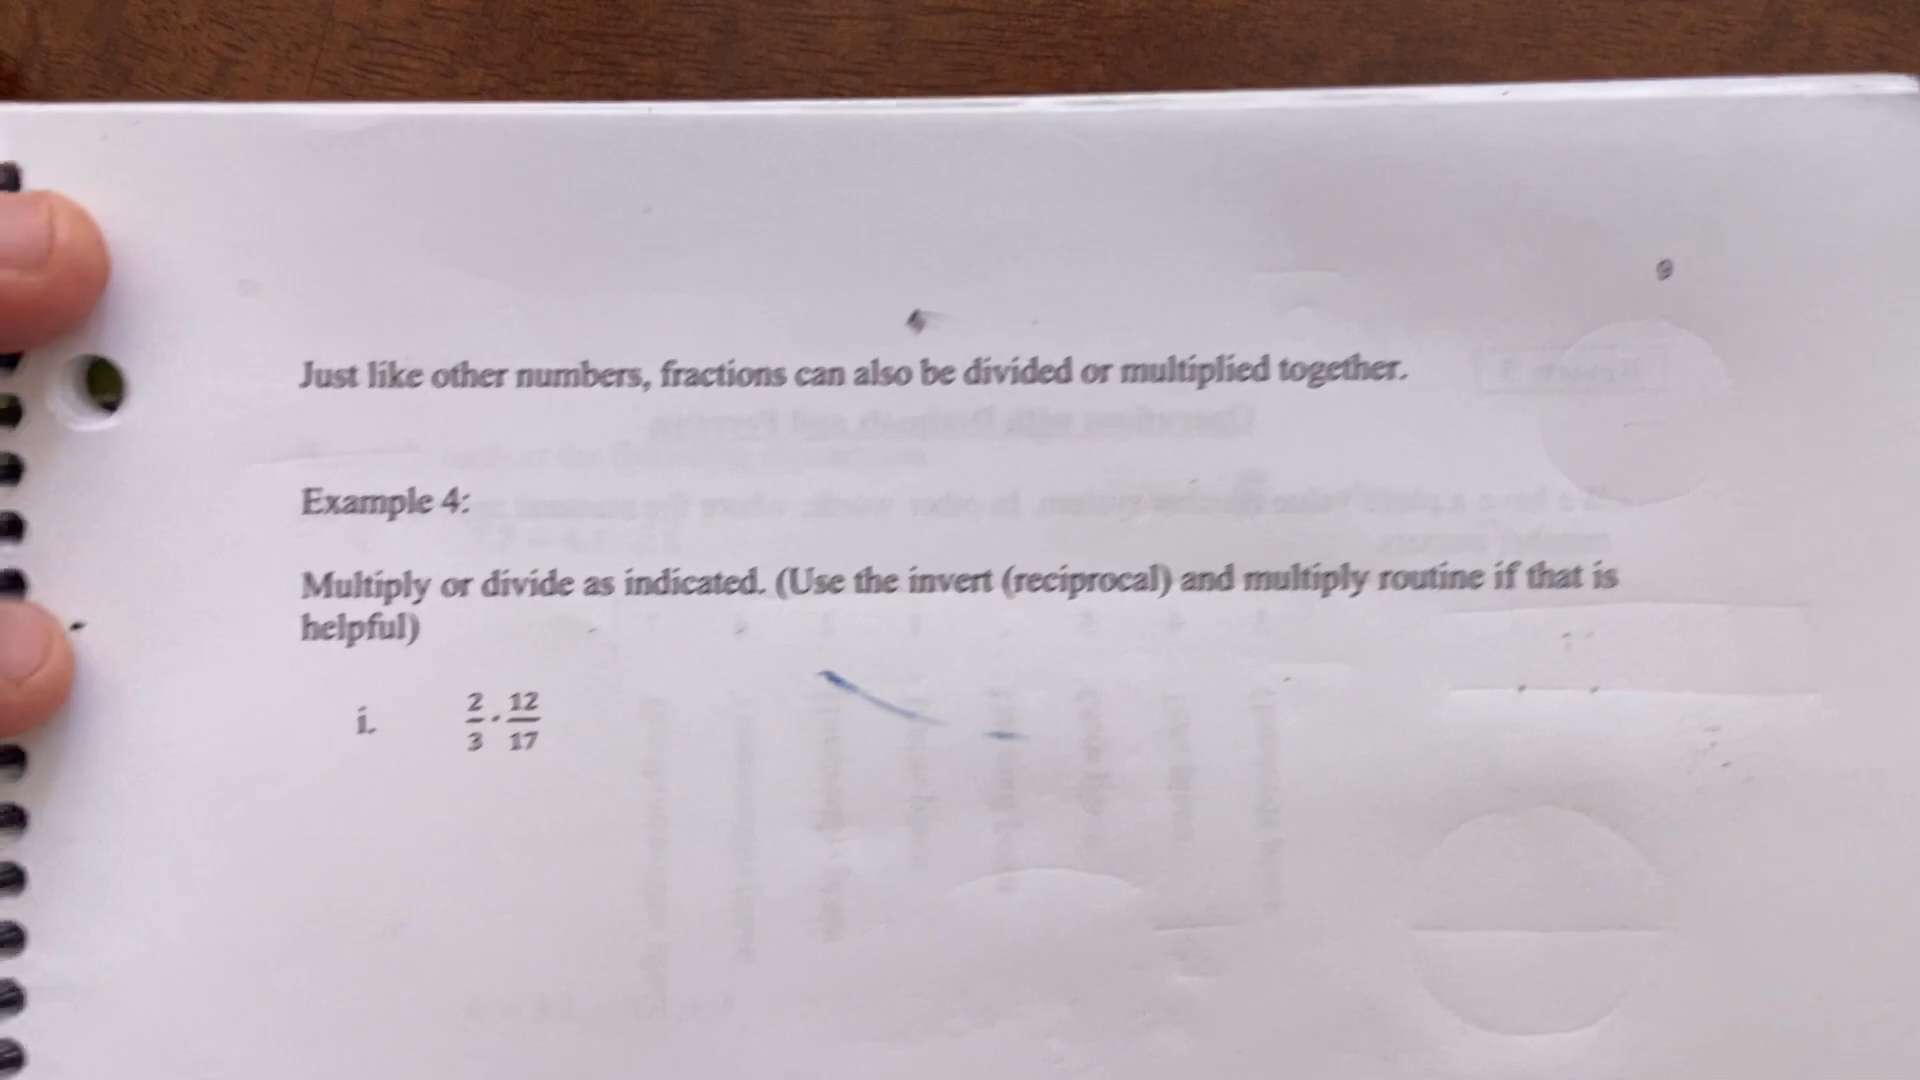 9
Just like other numbers, fractions can also be divided or multiplied together.
Example 4:
Multiply or divide as indicated. (Use the invert (reciprocal) and multiply routine if that is
helpful)
i. 2/3 · 12/17